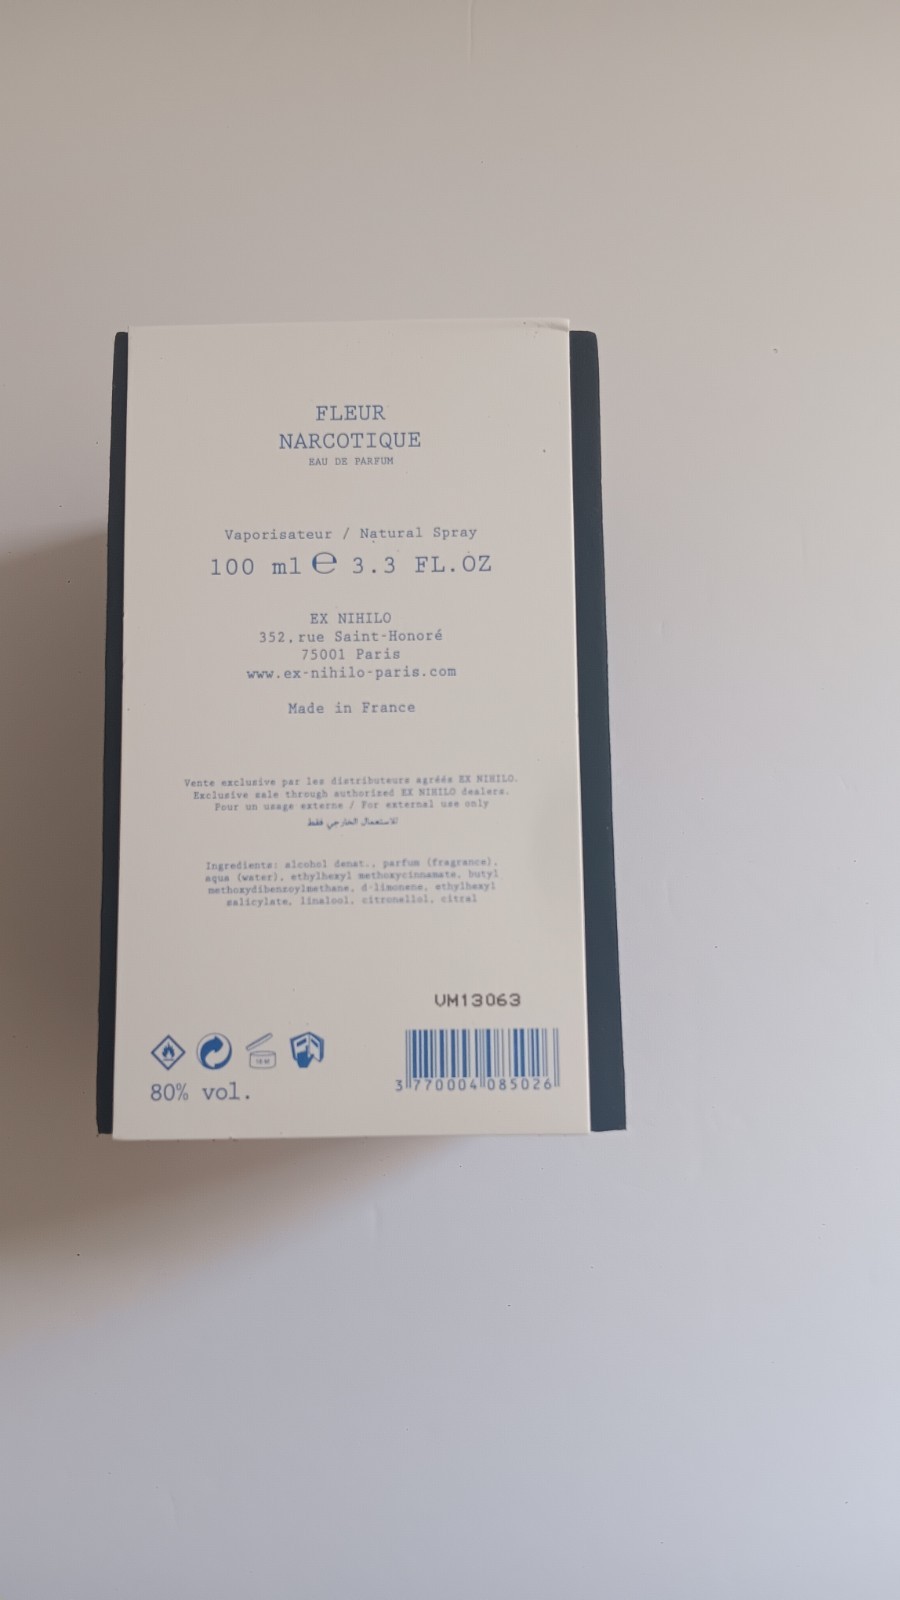 FLEUR
NARCOTIQUE
EAU DE PARFUM
Vaporisateur / Natural Spray
100 ml ℮ 3.3 FL.OZ
EX NIHILO
352, rue Saint-Honoré
75001 Paris
www.ex-nihilo-paris.com
Made in France
Vente exclusive par les distributeurs agréés EX NIHILO.
Exclusive sale through authorized EX NIHILO dealers.
Pour un usage externe / For external use only
للاستعمال الخارجي فقط
Ingredients: alcohol denat., parfum (fragrance),
aqua (water), ethylhexyl methoxycinnamate, butyl
methoxydibenzoylmethane, d-limonene, ethylhexyl
salicylate, linalool, citronellol, citral
VM13063
80% vol.
3 770004 085026